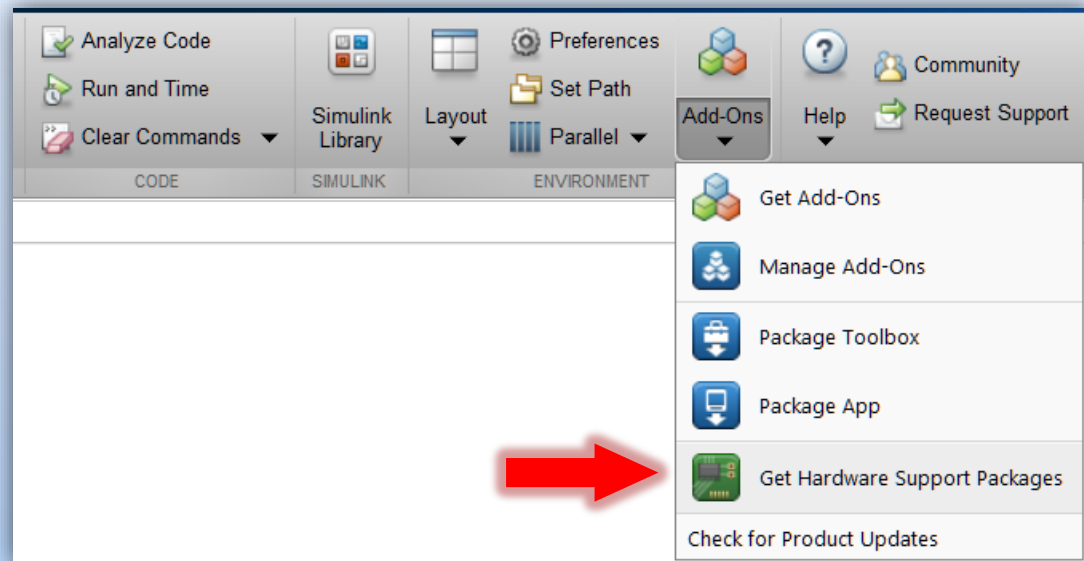 Analyze Code
Run and Time
Clear Commands
CODE
Simulink
Library
SIMULINK
Layout
Preferences
Set Path
Parallel
ENVIRONMENT
Add-Ons
Help
Community
Request Support
Get Add-Ons
Manage Add-Ons
Package Toolbox
Package App
Get Hardware Support Packages
Check for Product Updates